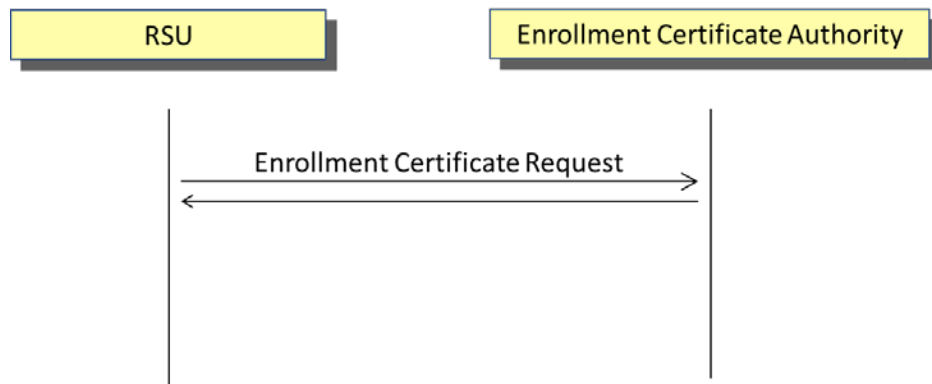 RSU
Enrollment Certificate Authority
Enrollment Certificate Request